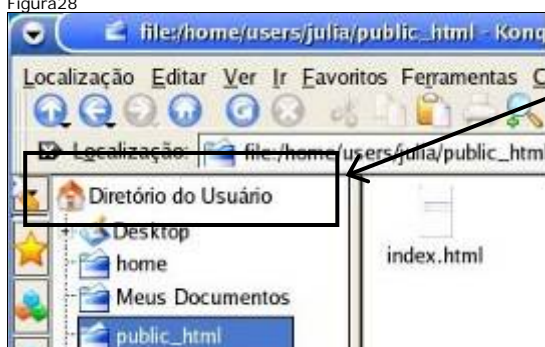 Figura28
file:/home/users/julia/public_html - Konq
Localização Editar Ver Ir Favoritos Ferramentas C
Localização: file:/home/users/julia/public_html
Diretório do Usuário
Desktop
home
index.html
Meus Documentos
public_html